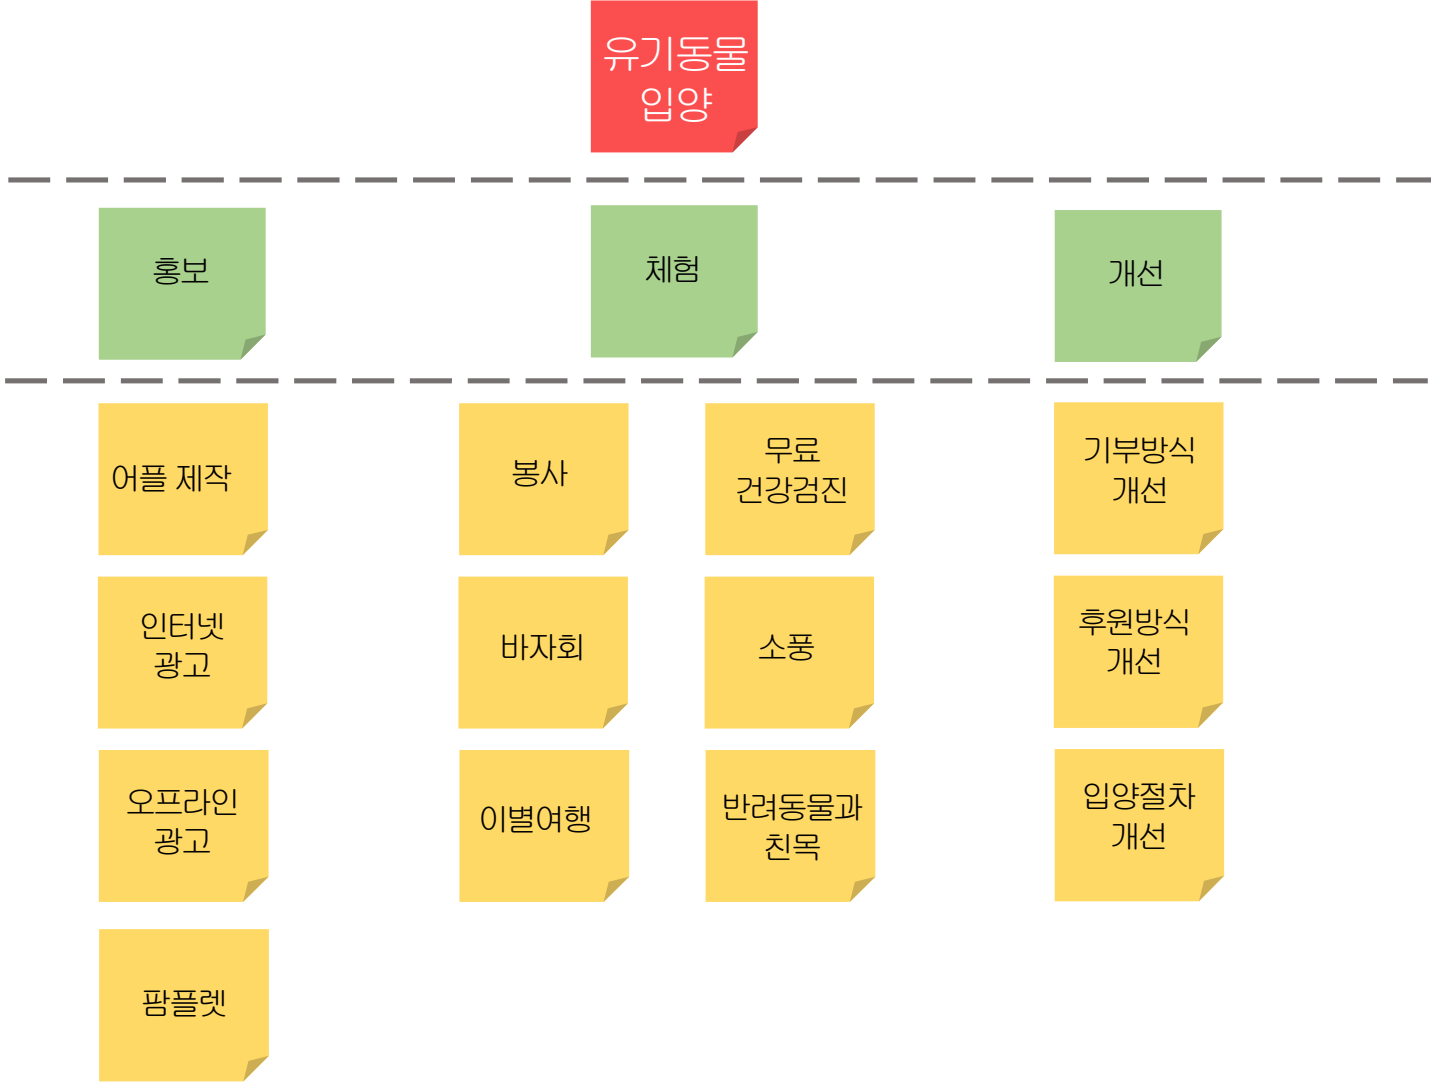 유기동물
입양
홍보
체험
개선
어플 제작
봉사
무료
건강검진
기부방식
개선
인터넷
광고
바자회
소풍
후원방식
개선
오프라인
광고
이별여행
반려동물과
친목
입양절차
개선
팜플렛